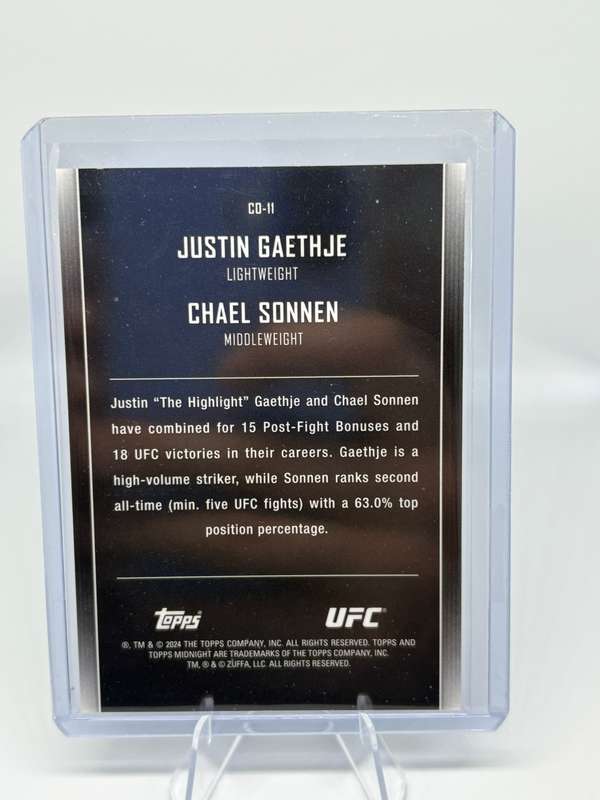 CD-11
JUSTIN GAETHJE
LIGHTWEIGHT
CHAEL SONNEN
MIDDLEWEIGHT
Justin “The Highlight” Gaethje and Chael Sonnen
have combined for 15 Post-Fight Bonuses and
18 UFC victories in their careers. Gaethje is a
high-volume striker, while Sonnen ranks second
all-time (min. five UFC fights) with a 63.0% top
position percentage.
topps UFC®
®, TM & © 2024 THE TOPPS COMPANY, INC. ALL RIGHTS RESERVED. TOPPS AND
TOPPS MIDNIGHT ARE TRADEMARKS OF THE TOPPS COMPANY, INC.
TM, ® & © ZUFFA, LLC. ALL RIGHTS RESERVED.